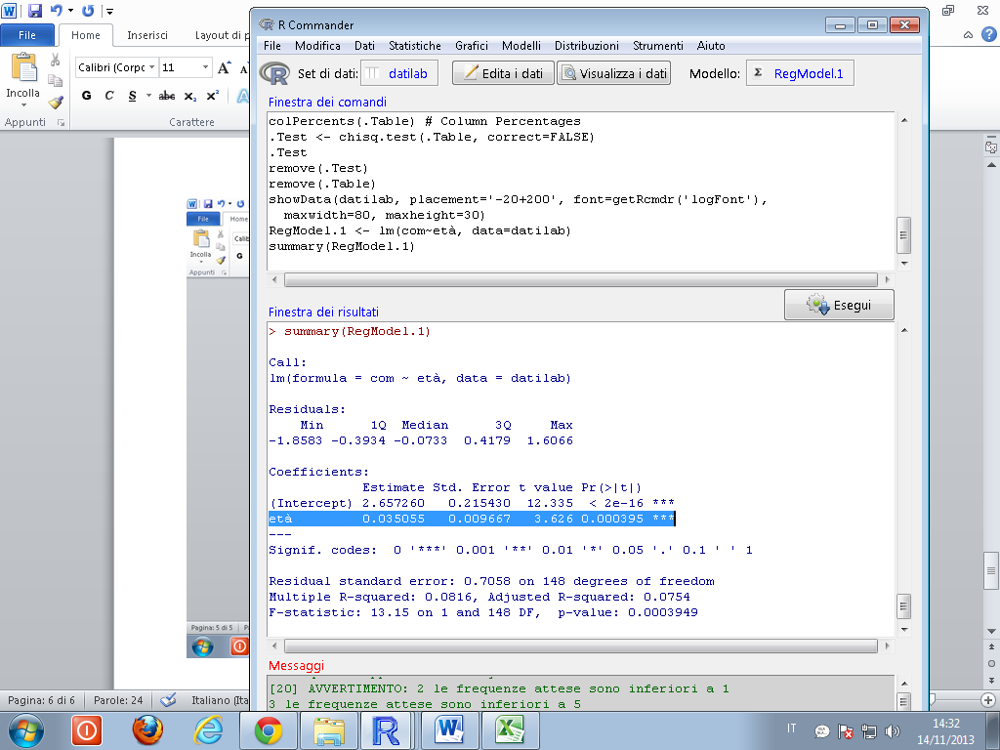 R Commander
File Home Inserisci Layout di p
File Modifica Dati Statistiche Grafici Modelli Distribuzioni Strumenti Aiuto
Calibri (Corpo 11
Set di dati: datilab Edita i dati Visualizza i dati Modello: Σ RegModel.1
Incolla
G C S abc X₂ X²
Appunti Carattere
Finestra dei comandi
colPercents(.Table) # Column Percentages
.Test <- chisq.test(.Table, correct=FALSE)
.Test
remove(.Test)
remove(.Table)
showData(datilab, placement='-20+200', font=getRcmdr('logFont'),
  maxwidth=80, maxheight=30)
RegModel.1 <- lm(com~età, data=datilab)
summary(RegModel.1)
File Home
Incolla
Appunti
Esegui
Finestra dei risultati
> summary(RegModel.1)
Call:
lm(formula = com ~ età, data = datilab)
Residuals:
    Min      1Q  Median      3Q     Max
-1.8583 -0.3934 -0.0733  0.4179  1.6066
Coefficients:
            Estimate Std. Error t value Pr(>|t|)
(Intercept) 2.657260   0.215430  12.335  < 2e-16 ***
età         0.035055   0.009667   3.626 0.000395 ***
---
Signif. codes:  0 '***' 0.001 '**' 0.01 '*' 0.05 '.' 0.1 ' ' 1
Residual standard error: 0.7058 on 148 degrees of freedom
Multiple R-squared: 0.0816, Adjusted R-squared: 0.0754
F-statistic: 13.15 on 1 and 148 DF,  p-value: 0.0003949
Pagina: 5 di 5
Messaggi
[20] AVVERTIMENTO: 2 le frequenze attese sono inferiori a 1
3 le frequenze attese sono inferiori a 5
Pagina: 6 di 6 Parole: 24 Italiano (Ita
IT
14:32
14/11/2013